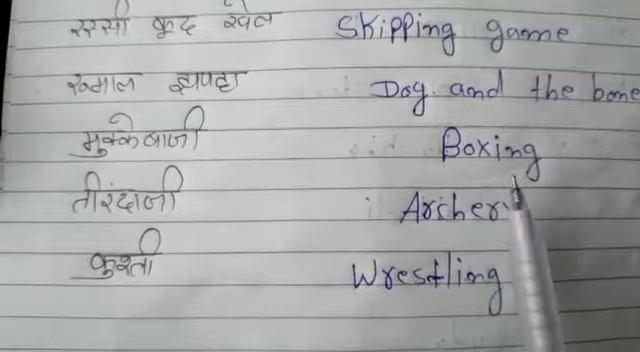 रस्सी कूद खेल Skipping game
रूमाल झपट्टा Dog and the bone
मुक्केबाजी Boxing
तीरंदाजी Archer
कुश्ती Wrestling